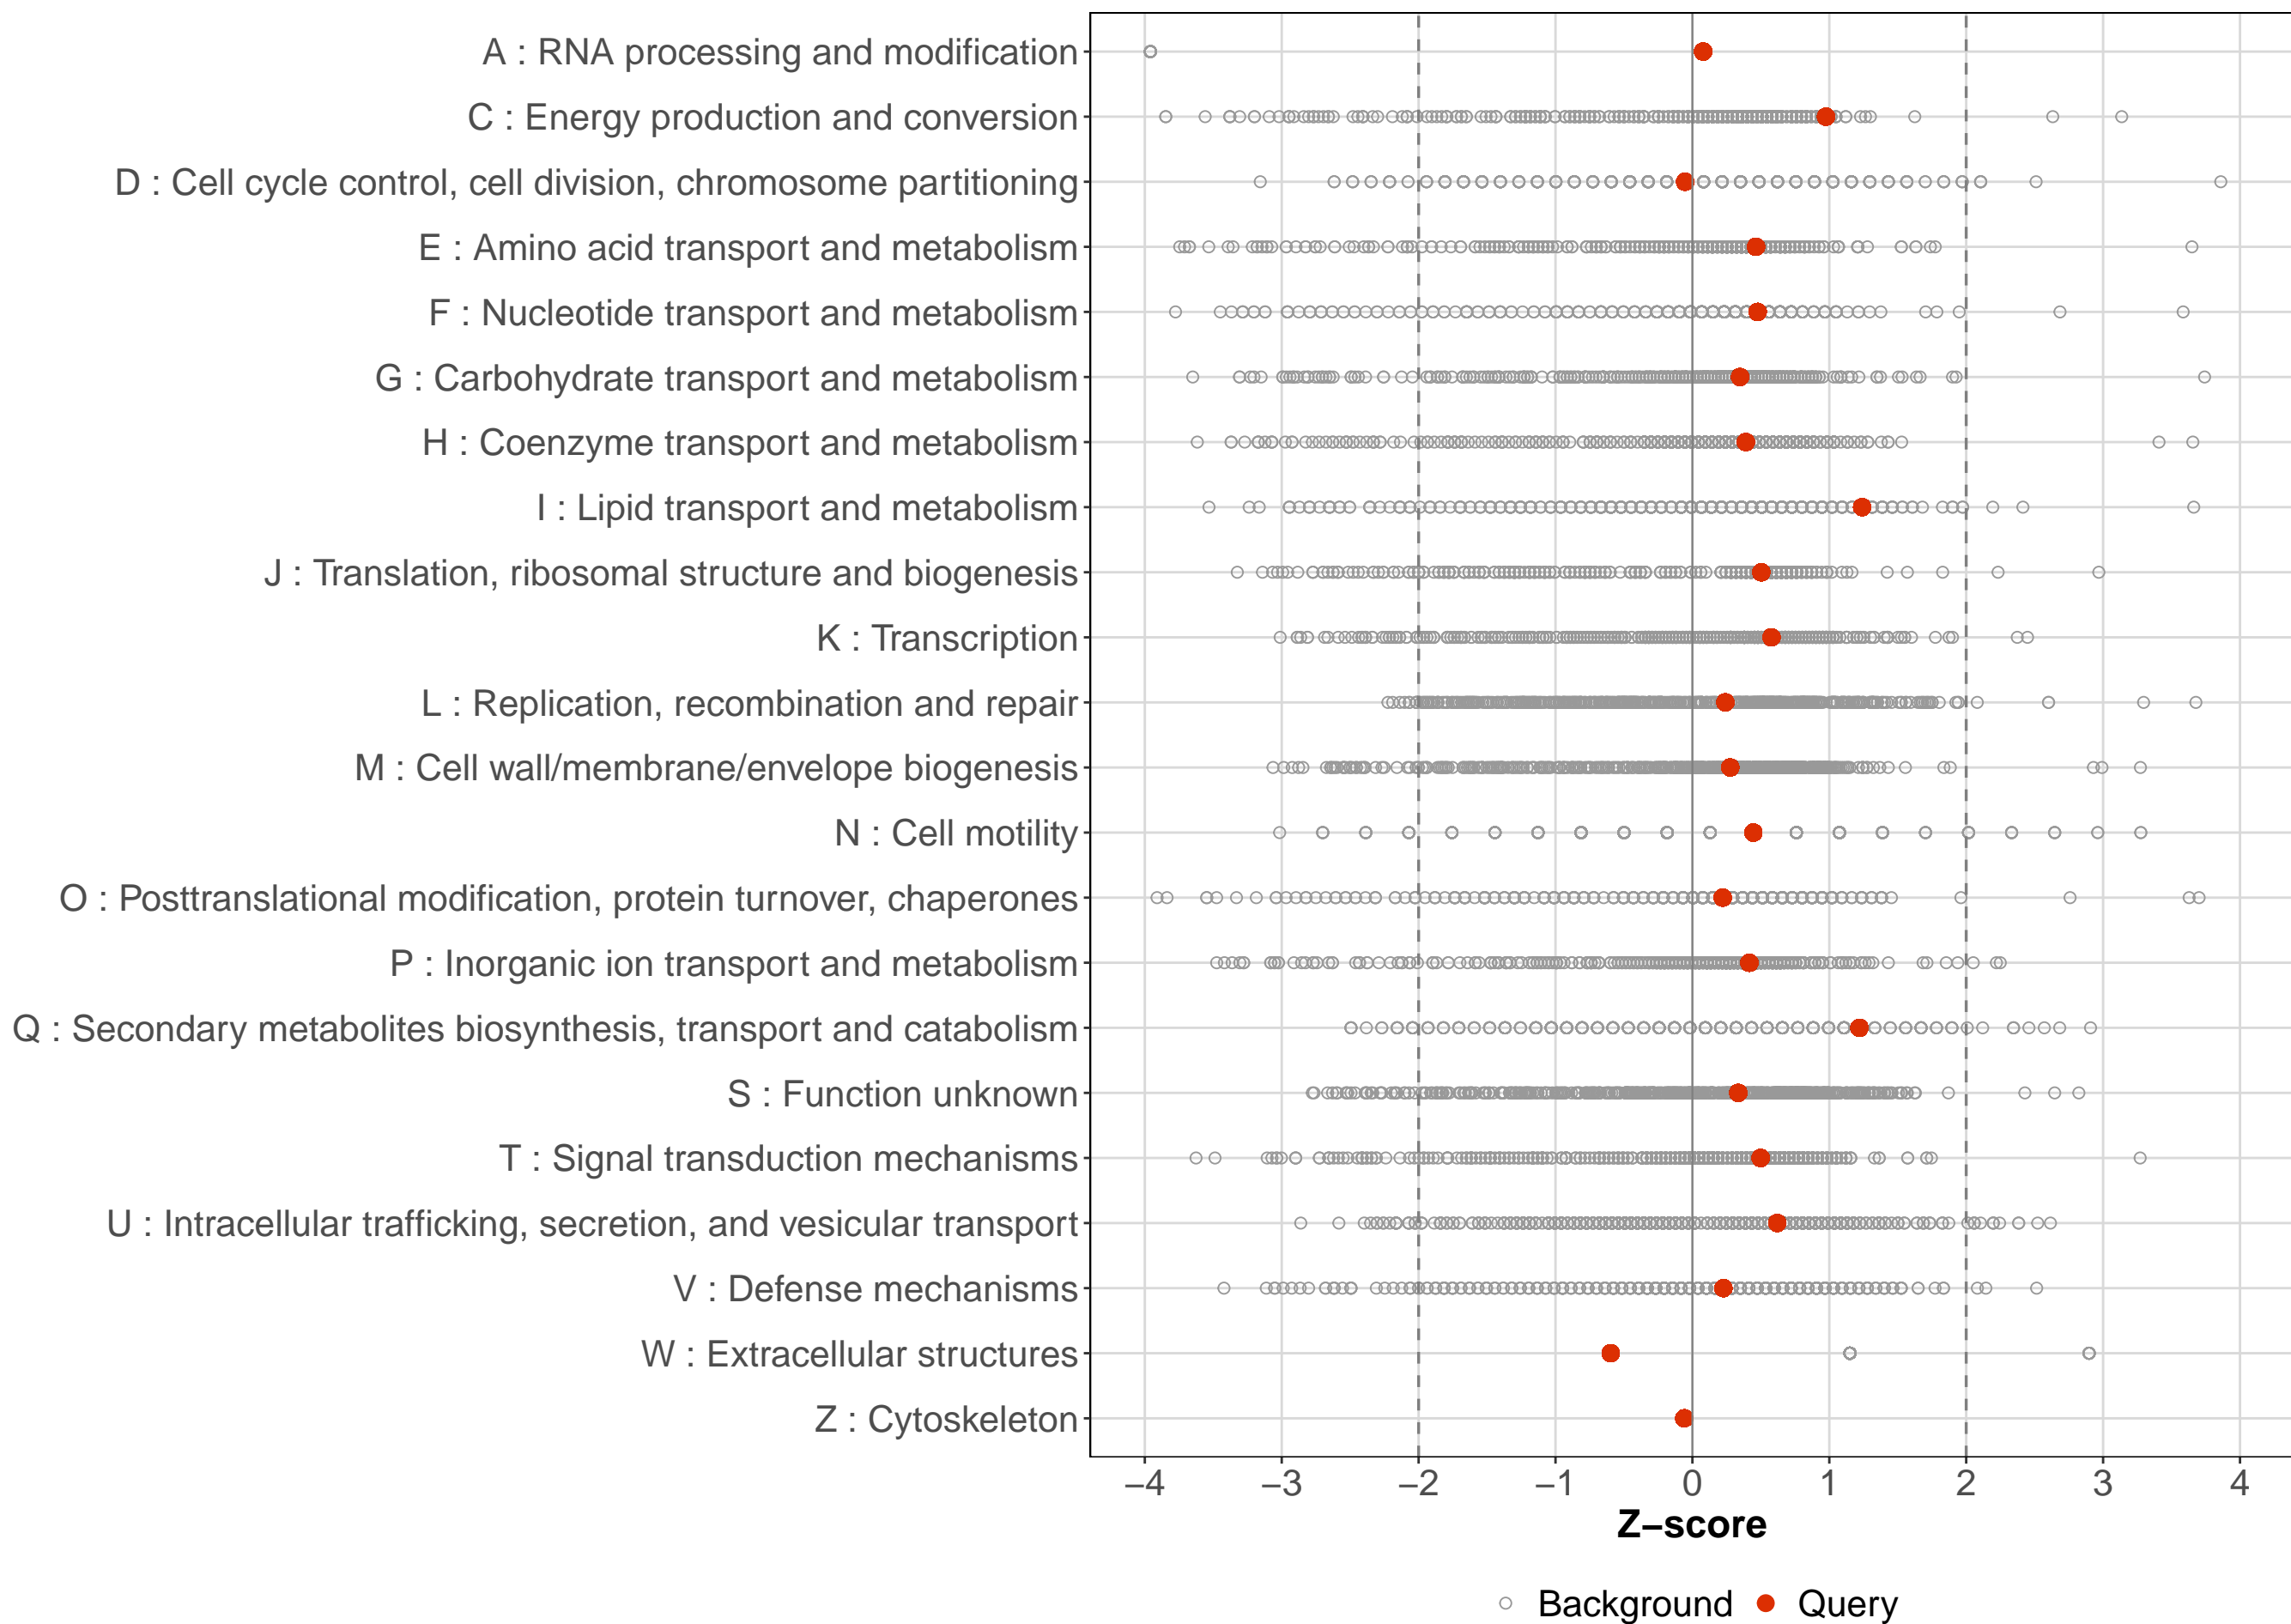 A : RNA processing and modification
C : Energy production and conversion
D : Cell cycle control, cell division, chromosome partitioning
E : Amino acid transport and metabolism
F : Nucleotide transport and metabolism
G : Carbohydrate transport and metabolism
H : Coenzyme transport and metabolism
I : Lipid transport and metabolism
J : Translation, ribosomal structure and biogenesis
K : Transcription
L : Replication, recombination and repair
M : Cell wall/membrane/envelope biogenesis
N : Cell motility
O : Posttranslational modification, protein turnover, chaperones
P : Inorganic ion transport and metabolism
Q : Secondary metabolites biosynthesis, transport and catabolism
S : Function unknown
T : Signal transduction mechanisms
U : Intracellular trafficking, secretion, and vesicular transport
V : Defense mechanisms
W : Extracellular structures
Z : Cytoskeleton
−4 −3 −2 −1 0 1 2 3 4
Z−score
Background Query